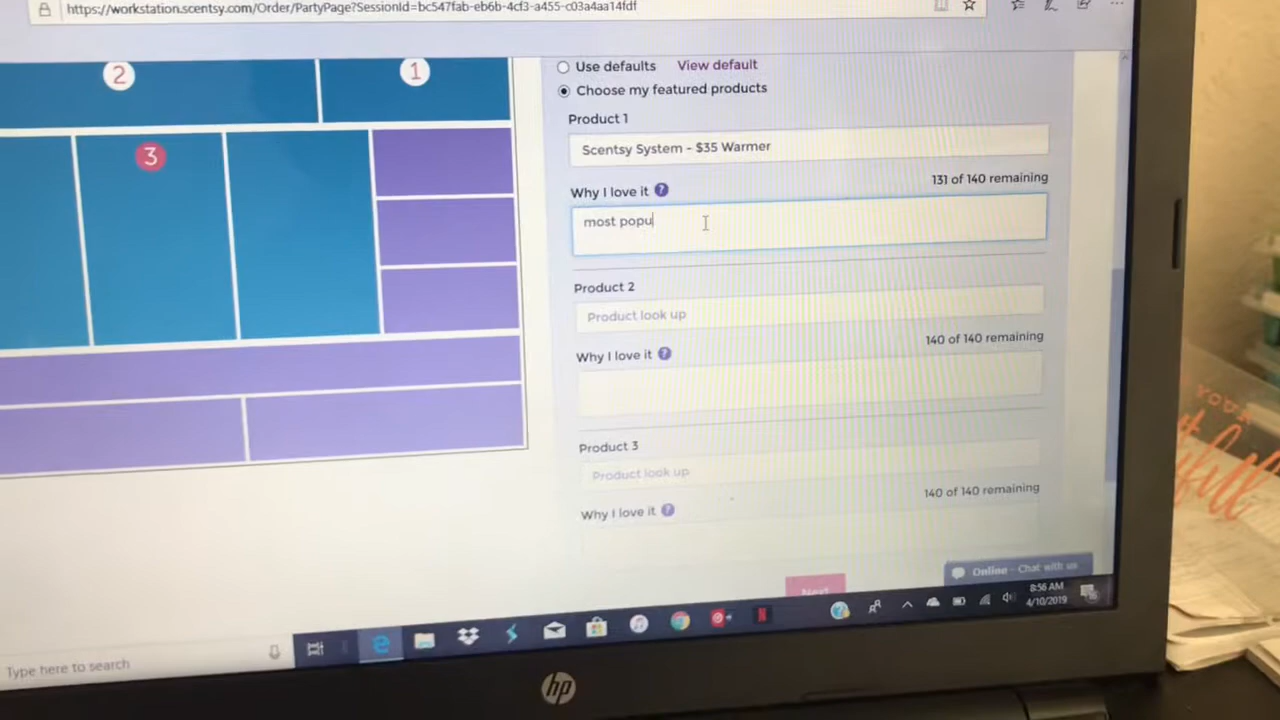 https://workstation.scentsy.com/Order/PartyPage?SessionId=bc547fab-eb6b-4cf3-a455-c03a4aa14fdf
2
1
3
Use defaults View default
Choose my featured products
Product 1
Scentsy System - $35 Warmer
Why I love it ? 131 of 140 remaining
most popu
Product 2
Product look up
140 of 140 remaining
Why I love it ?
Product 3
Product look up
140 of 140 remaining
Why I love it ?
Next
Online - Chat with us
8:56 AM
4/10/2019
Type here to search
hp
YOUR